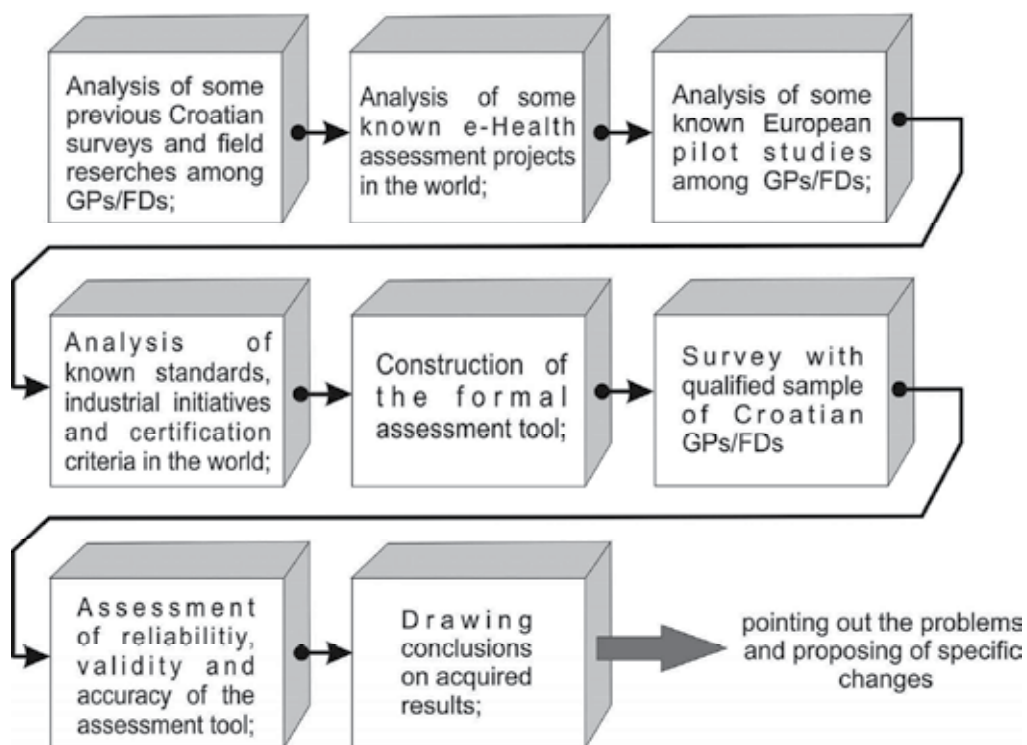 Analysis of some
previous Croatian
surveys and field
reserches among
GPs/FDs;
Analysis of some
known e-Health
assessment projects
in the world;
Analysis of some
known European
pilot studies
among GPs/FDs;
Analysis of
known standards,
industrial initiatives
and certification
criteria in the world;
Construction of
the formal
assessment tool;
Survey with
qualified sample
of Croatian
GPs/FDs
Assessment
of reliabilitiy,
validity and
accuracy of the
assessment tool;
Drawing
conclusions
on acquired
results;
pointing out the problems
and proposing of specific
changes